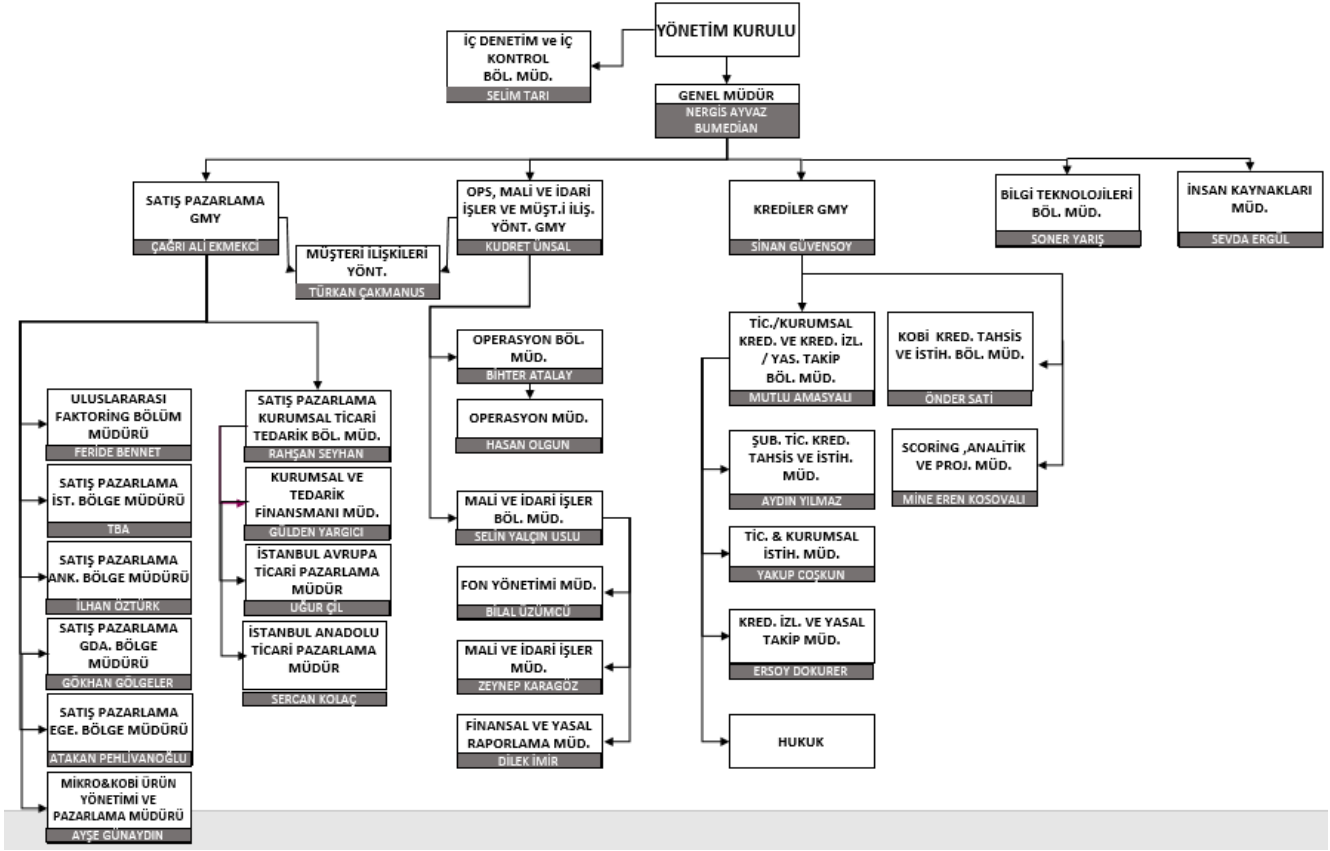 YÖNETİM KURULU
İÇ DENETİM ve İÇ
KONTROL
BÖL. MÜD.
SELİM TARI
GENEL MÜDÜR
NERGİS AYVAZ
BUMEDİAN
SATIŞ PAZARLAMA
GMY
ÇAĞRI ALİ EKMEKCİ
OPS, MALİ VE İDARİ
İŞLER VE MÜŞT.İ İLİŞ.
YÖNT. GMY
KUDRET ÜNSAL
MÜŞTERİ İLİŞKİLERİ
YÖNT.
TÜRKAN ÇAKMANUS
KREDİLER GMY
SİNAN GÜVENSOY
BİLGİ TEKNOLOJİLERİ
BÖL. MÜD.
SONER YARIŞ
İNSAN KAYNAKLARI
MÜD.
SEVDA ERGÜL
ULUSLARARASI
FAKTORİNG BÖLÜM
MÜDÜRÜ
FERİDE BENNET
SATIŞ PAZARLAMA
İST. BÖLGE MÜDÜRÜ
TBA
SATIŞ PAZARLAMA
ANK. BÖLGE MÜDÜRÜ
İLHAN ÖZTÜRK
SATIŞ PAZARLAMA
GDA. BÖLGE
MÜDÜRÜ
GÖKHAN GÖLGELER
SATIŞ PAZARLAMA
EGE. BÖLGE MÜDÜRÜ
ATAKAN PEHLİVANOĞLU
MİKRO&KOBİ ÜRÜN
YÖNETİMİ VE
PAZARLAMA MÜDÜRÜ
AYŞE GÜNAYDIN
SATIŞ PAZARLAMA
KURUMSAL TİCARİ
TEDARİK BÖL. MÜD.
RAHŞAN SEYHAN
KURUMSAL VE
TEDARİK
FİNANSMANI MÜD.
GÜLDEN YARGICI
İSTANBUL AVRUPA
TİCARİ PAZARLAMA
MÜDÜR
UĞUR ÇİL
İSTANBUL ANADOLU
TİCARİ PAZARLAMA
MÜDÜR
SERCAN KOLAÇ
OPERASYON BÖL.
MÜD.
BİHTER ATALAY
OPERASYON MÜD.
HASAN OLGUN
MALİ VE İDARİ İŞLER
BÖL. MÜD.
SELİN YALÇIN USLU
FON YÖNETİMİ MÜD.
BİLAL ÜZÜMCÜ
MALİ VE İDARİ İŞLER
MÜD.
ZEYNEP KARAGÖZ
FİNANSAL VE YASAL
RAPORLAMA MÜD.
DİLEK İMİR
TİC./KURUMSAL
KRED. VE KRED. İZL.
/ YAS. TAKİP
BÖL. MÜD.
MUTLU AMASYALI
ŞUB. TİC. KRED.
TAHSİS VE İSTİH.
MÜD.
AYDIN YILMAZ
TİC. & KURUMSAL
İSTİH. MÜD.
YAKUP COŞKUN
KRED. İZL. VE YASAL
TAKİP MÜD.
ERSOY DOKURER
HUKUK
KOBİ KRED. TAHSİS
VE İSTİH. BÖL. MÜD.
ÖNDER SATI
SCORING ,ANALİTİK
VE PROJ. MÜD.
MİNE EREN KOSOVALI